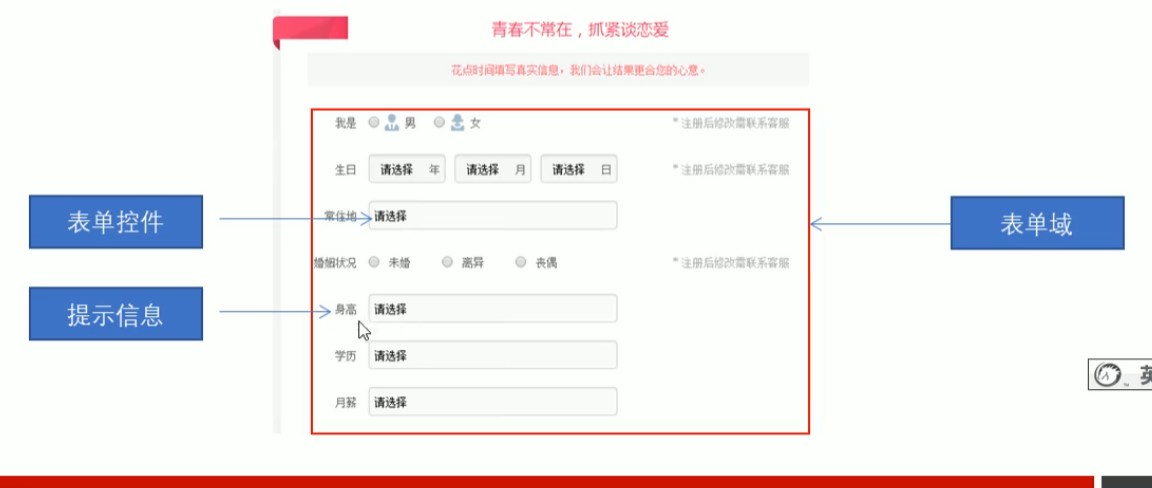 青春不常在，抓紧谈恋爱
花点时间填写真实信息，我们会让结果更合您的心意。
我是 男 女 * 注册后修改需联系客服
生日 请选择 年 请选择 月 请选择 日 * 注册后修改需联系客服
表单控件 常住地 请选择 表单域
婚姻状况 未婚 离异 丧偶 * 注册后修改需联系客服
提示信息 身高 请选择
学历 请选择
英
月薪 请选择